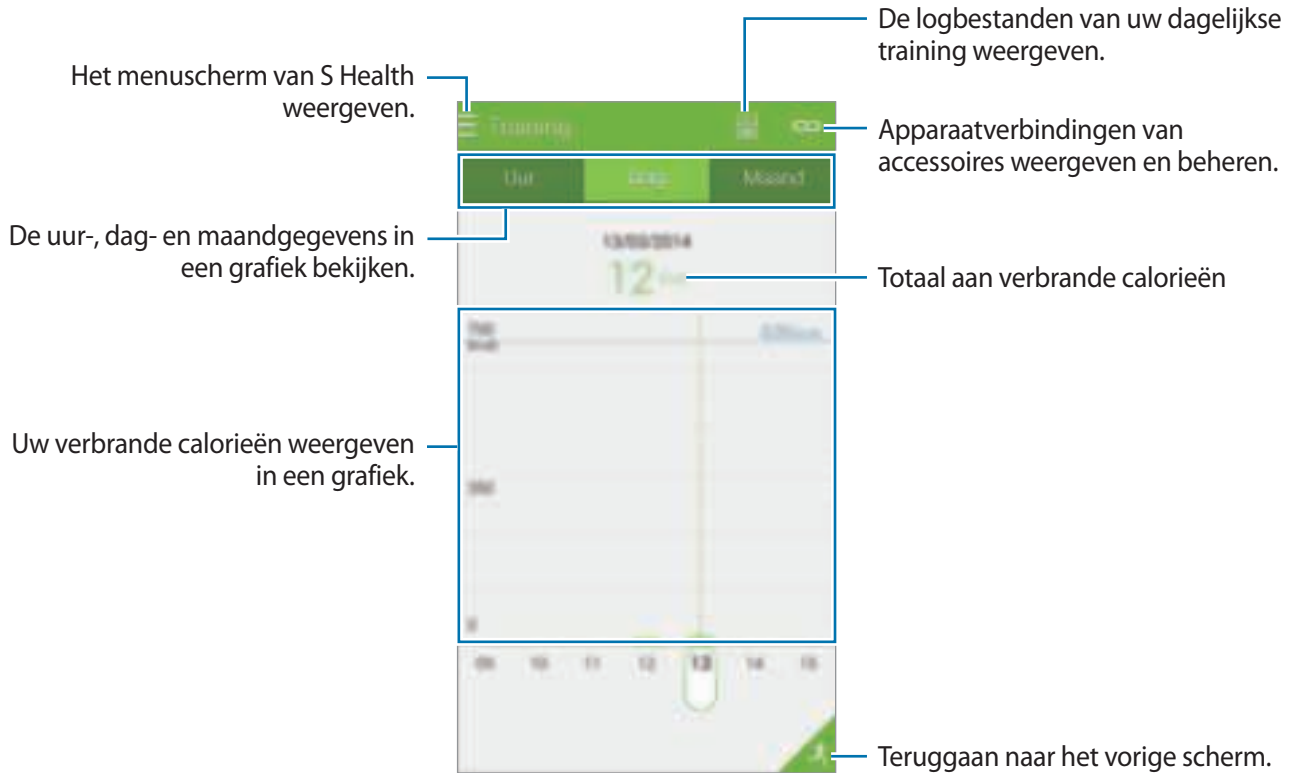 De logbestanden van uw dagelijkse
training weergeven.
Het menuscherm van S Health
weergeven.
Training
Apparaatverbindingen van
accessoires weergeven en beheren.
Uur
Maand
De uur-, dag- en maandgegevens in
een grafiek bekijken.
13/03/2014
12
Totaal aan verbrande calorieën
Uw verbrande calorieën weergeven
in een grafiek.
09 10 11 12 13 14 15
Teruggaan naar het vorige scherm.